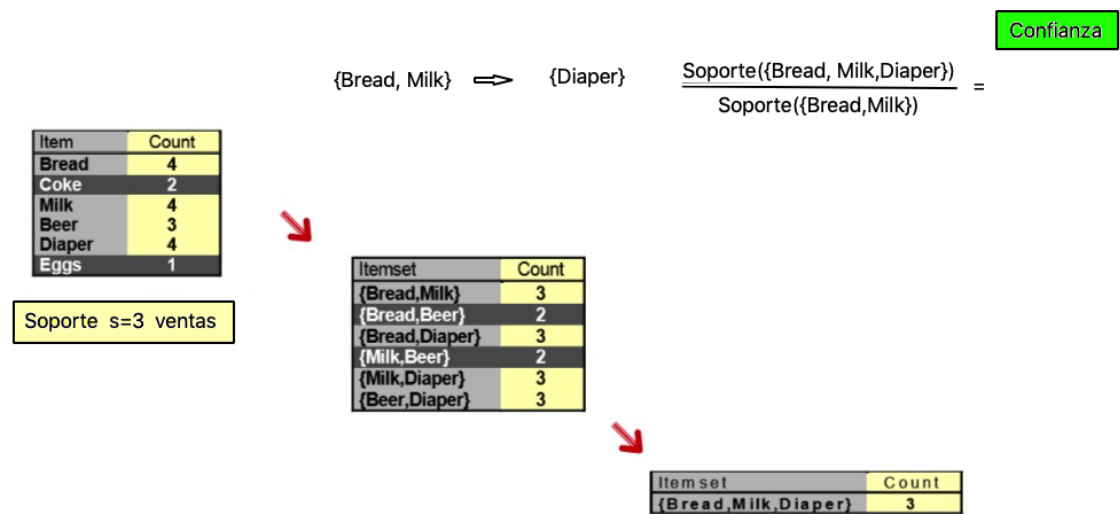 Confianza
{Bread, Milk} ⇨ {Diaper} Soporte({Bread, Milk,Diaper})
Soporte({Bread,Milk}) =
Item Count
Bread 4
Coke 2
Milk 4
Beer 3
Diaper 4
Eggs 1
Soporte s=3 ventas
Itemset Count
{Bread,Milk} 3
{Bread,Beer} 2
{Bread,Diaper} 3
{Milk,Beer} 2
{Milk,Diaper} 3
{Beer,Diaper} 3
Itemset Count
{Bread,Milk,Diaper} 3